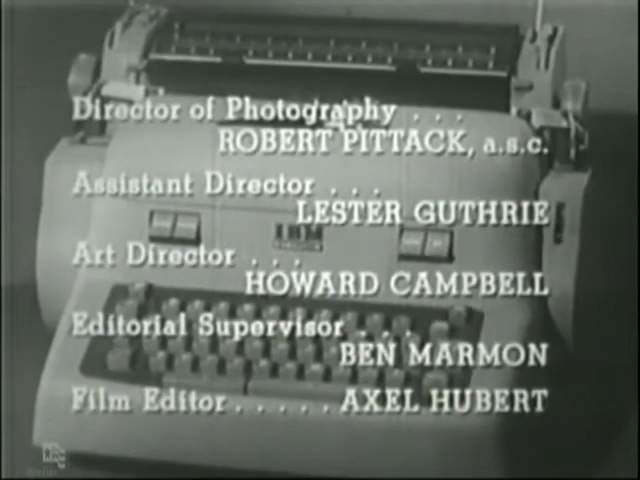 Director of Photography . . .
ROBERT PITTACK, a.s.c.
Assistant Director . . .
LESTER GUTHRIE
IBM
Art Director . . .
HOWARD CAMPBELL
Editorial Supervisor . . .
BEN MARMON
Film Editor . . . . . AXEL HUBERT